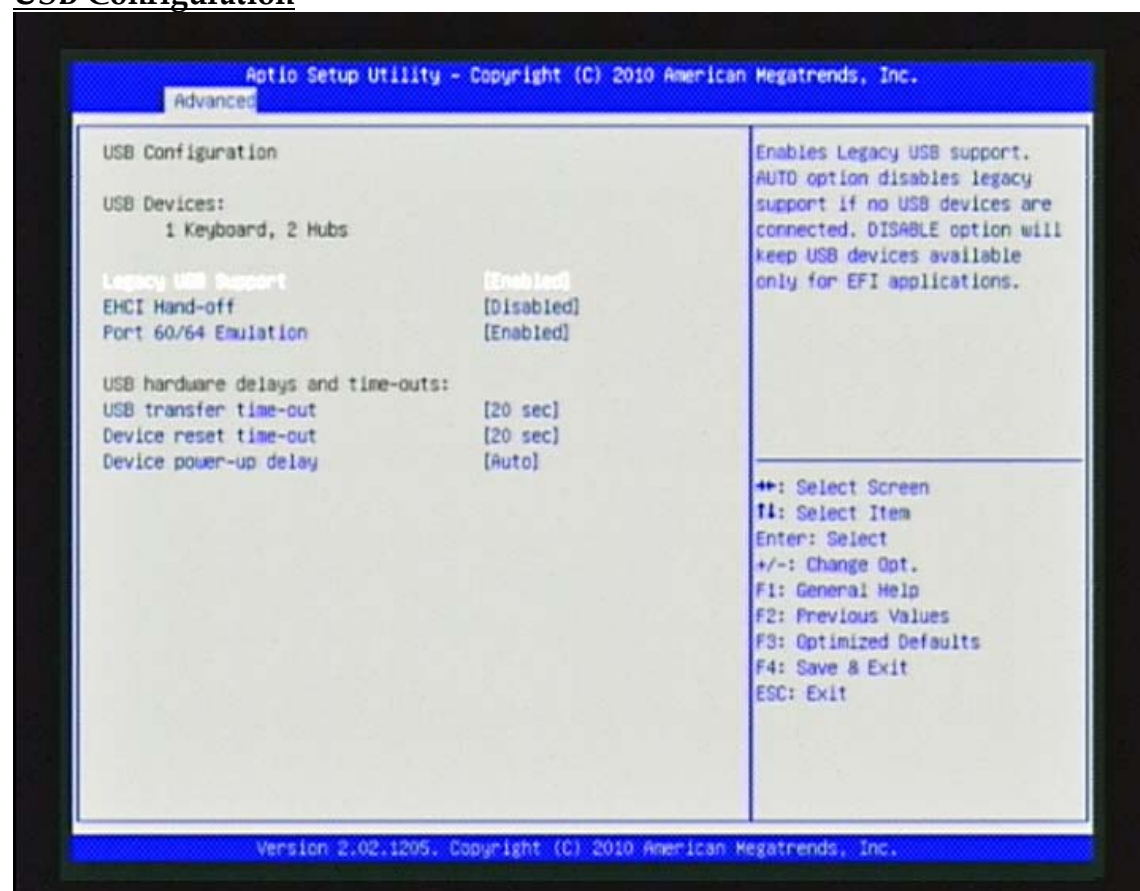 USB Configuration
Aptio Setup Utility - Copyright (C) 2010 American Megatrends, Inc.
Advanced
USB Configuration
USB Devices:
1 Keyboard, 2 Hubs
Legacy USB Support [Enabled]
EHCI Hand-off [Disabled]
Port 60/64 Emulation [Enabled]
USB hardware delays and time-outs:
USB transfer time-out [20 sec]
Device reset time-out [20 sec]
Device power-up delay [Auto]
Enables Legacy USB support.
AUTO option disables legacy
support if no USB devices are
connected. DISABLE option will
keep USB devices available
only for EFI applications.
→←: Select Screen
↑↓: Select Item
Enter: Select
+/-: Change Opt.
F1: General Help
F2: Previous Values
F3: Optimized Defaults
F4: Save & Exit
ESC: Exit
Version 2.02.1205. Copyright (C) 2010 American Megatrends, Inc.